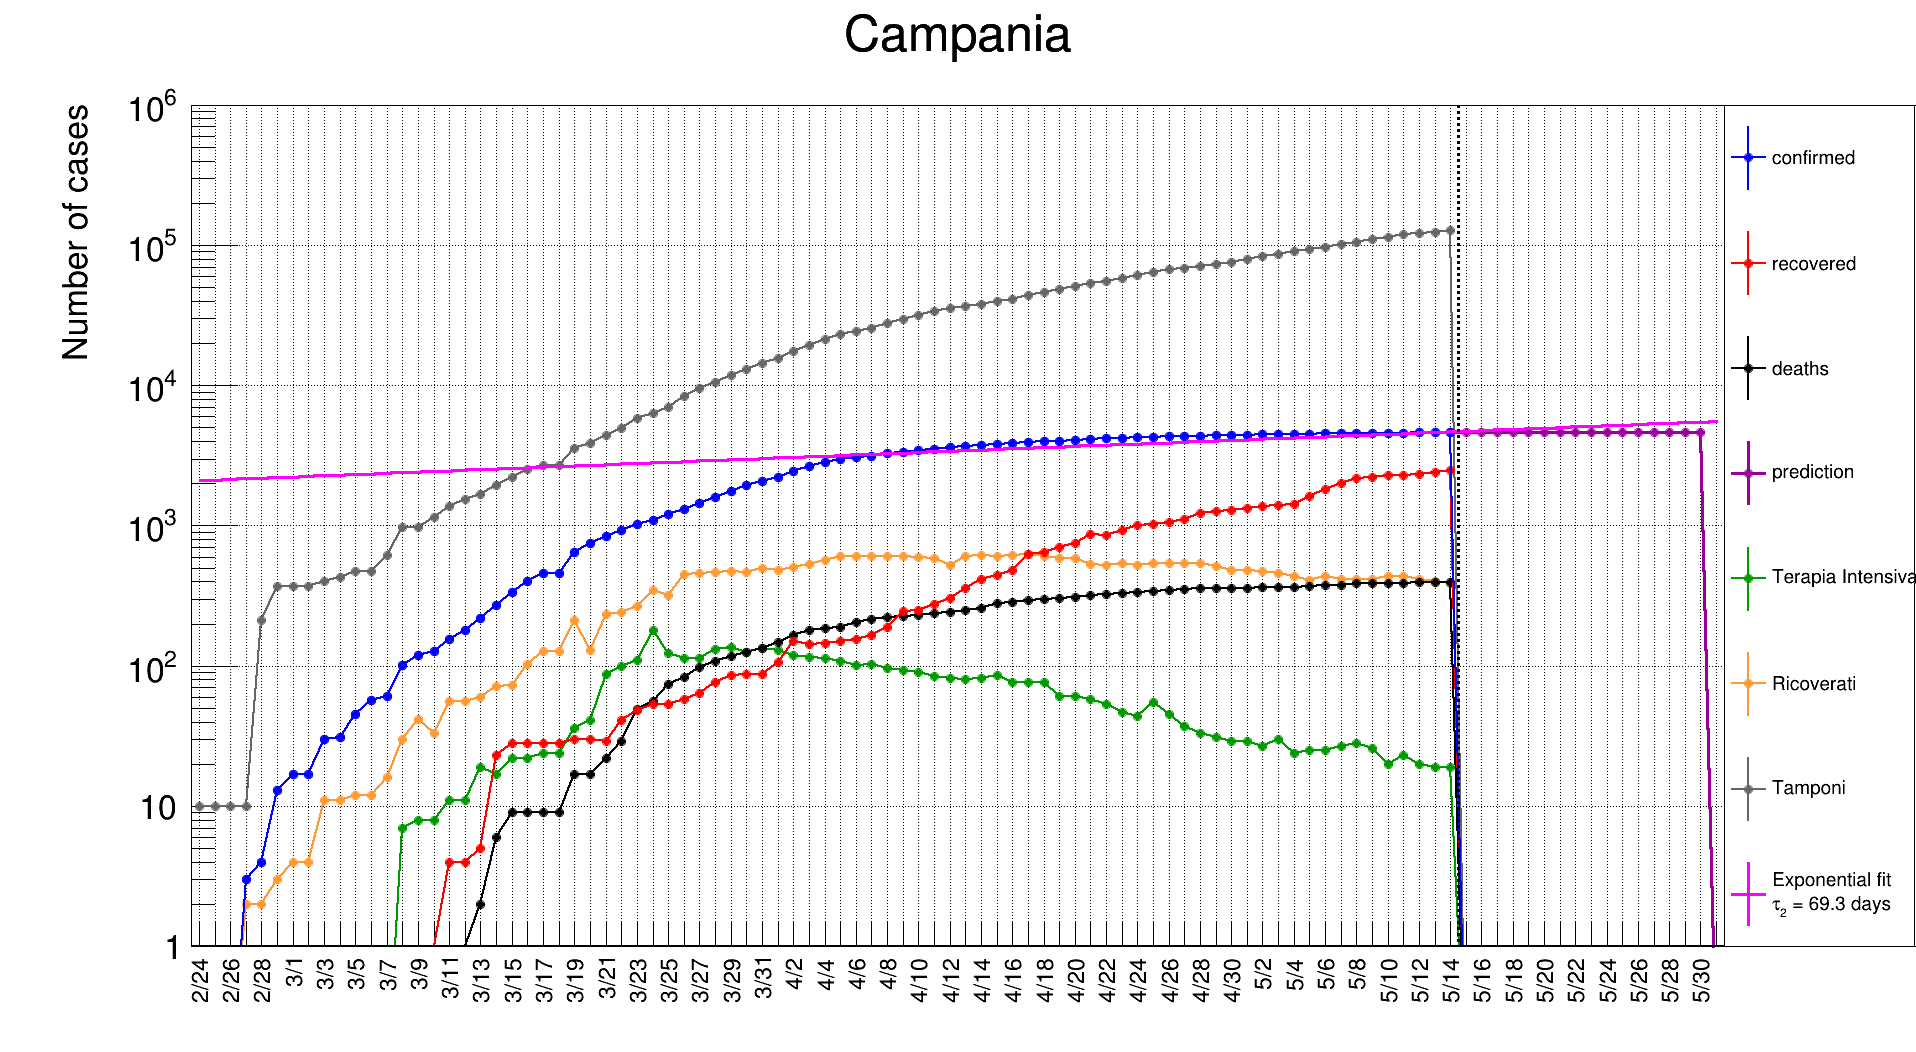 Campania
Number of cases
10^6
10^5
10^4
10^3
10^2
10
1
2/24 2/26 2/28 3/1 3/3 3/5 3/7 3/9 3/11 3/13 3/15 3/17 3/19 3/21 3/23 3/25 3/27 3/29 3/31 4/2 4/4 4/6 4/8 4/10 4/12 4/14 4/16 4/18 4/20 4/22 4/24 4/26 4/28 4/30 5/2 5/4 5/6 5/8 5/10 5/12 5/14 5/16 5/18 5/20 5/22 5/24 5/26 5/28 5/30
confirmed
recovered
deaths
prediction
Terapia Intensiva
Ricoverati
Tamponi
Exponential fit
τ₂ = 69.3 days